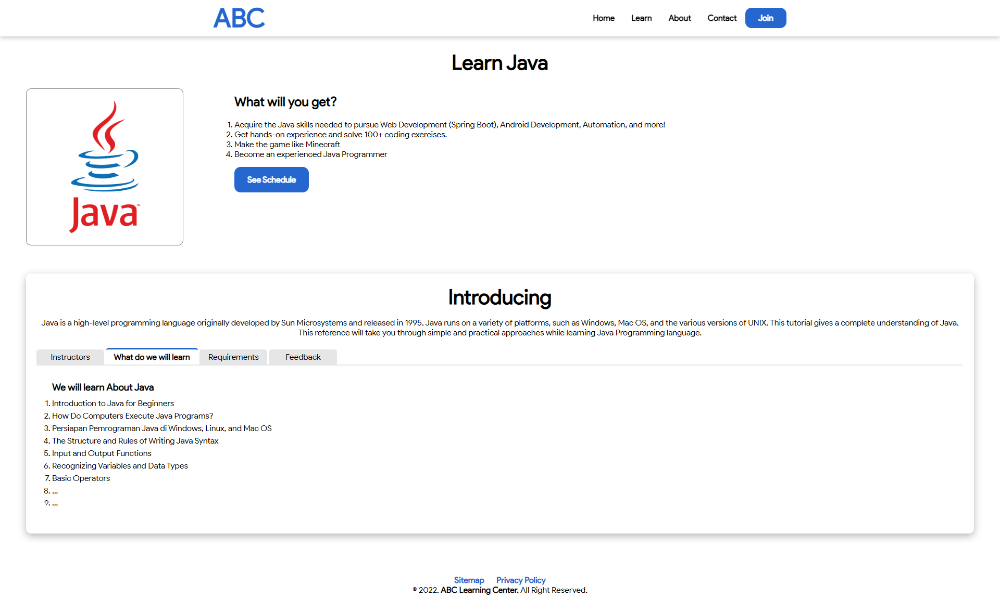 ABC
Home Learn About Contact Join
Learn Java
Java™
What will you get?
1. Acquire the Java skills needed to pursue Web Development (Spring Boot), Android Development, Automation, and more!
2. Get hands-on experience and solve 100+ coding exercises.
3. Make the game like Minecraft
4. Become an experienced Java Programmer
See Schedule
Introducing
Java is a high-level programming language originally developed by Sun Microsystems and released in 1995. Java runs on a variety of platforms, such as Windows, Mac OS, and the various versions of UNIX. This tutorial gives a complete understanding of Java.
This reference will take you through simple and practical approaches while learning Java Programming language.
Instructors What do we will learn Requirements Feedback
We will learn About Java
1. Introduction to Java for Beginners
2. How Do Computers Execute Java Programs?
3. Persiapan Pemrograman Java di Windows, Linux, and Mac OS
4. The Structure and Rules of Writing Java Syntax
5. Input and Output Functions
6. Recognizing Variables and Data Types
7. Basic Operators
8. ...
9. ...
Sitemap Privacy Policy
© 2022. ABC Learning Center. All Right Reserved.